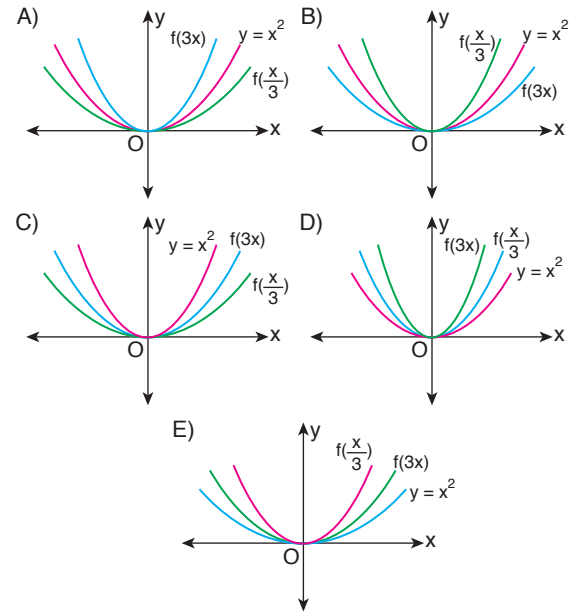 A)
y
f(3x)
y = x²
f(x/3)
x
O
B)
y
f(x/3)
y = x²
f(3x)
x
O
C)
y
y = x²
f(3x)
f(x/3)
x
O
D)
y
f(3x)
f(x/3)
y = x²
x
O
E)
y
f(x/3)
f(3x)
y = x²
x
O